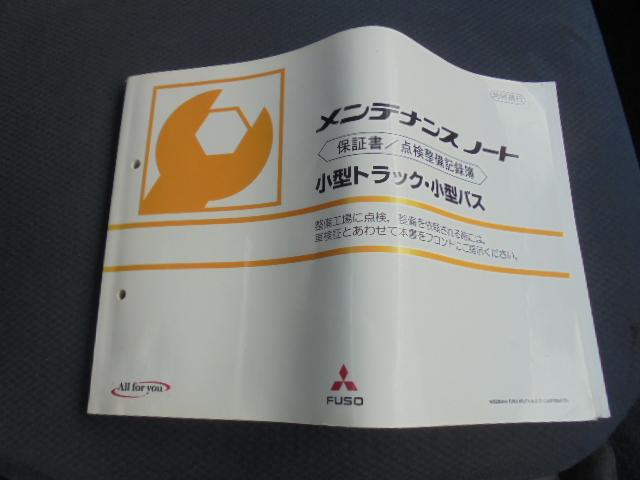 メンテナンスノート
保証書/点検整備記録簿
小型トラック・小型バス
整備工場に点検、整備を依頼される際には、
車検証とあわせて本書をフロントにご提示ください。
All for you
FUSO